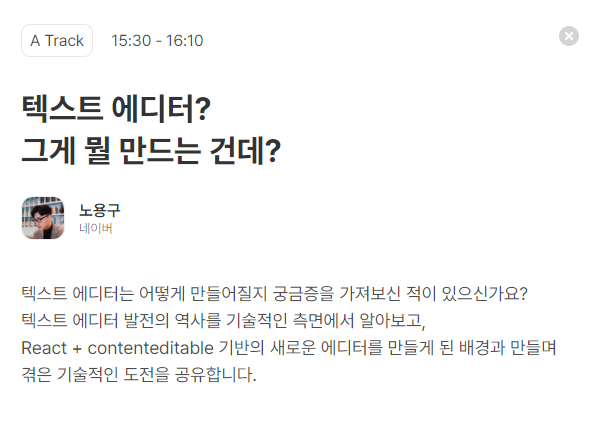 A Track 15:30 - 16:10
텍스트 에디터?
그게 뭘 만드는 건데?
노용구
네이버
텍스트 에디터는 어떻게 만들어질지 궁금증을 가져보신 적이 있으신가요?
텍스트 에디터 발전의 역사를 기술적인 측면에서 알아보고,
React + contenteditable 기반의 새로운 에디터를 만들게 된 배경과 만들며
겪은 기술적인 도전을 공유합니다.